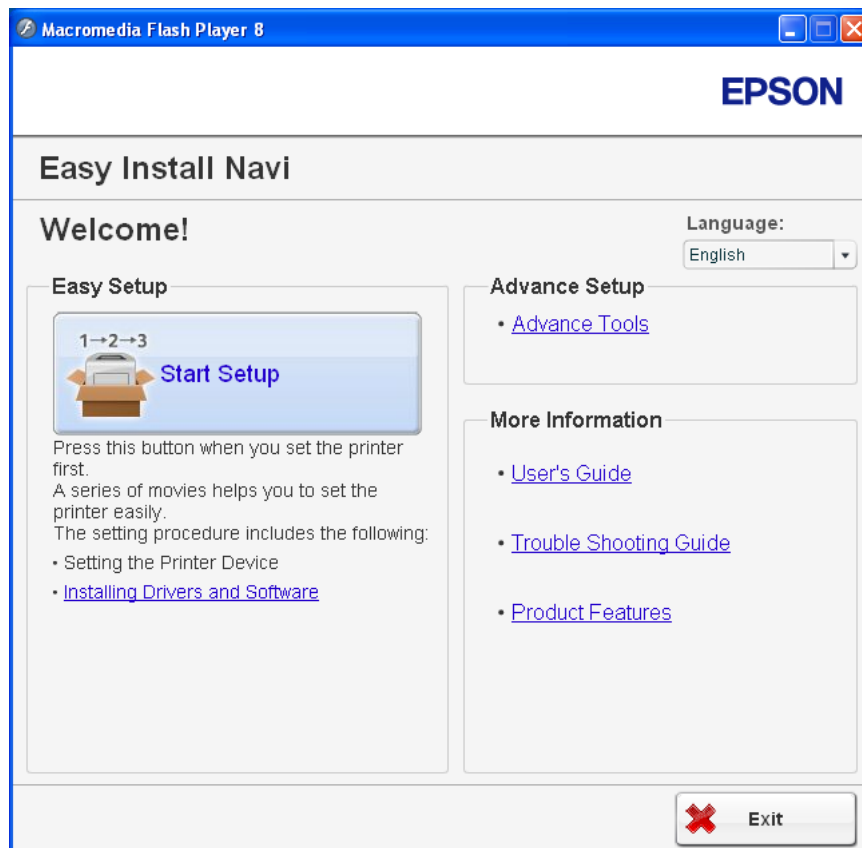 Macromedia Flash Player 8
EPSON
Easy Install Navi
Welcome!
Language:
English
Easy Setup
1→2→3
Start Setup
Press this button when you set the printer
first.
A series of movies helps you to set the
printer easily.
The setting procedure includes the following:
• Setting the Printer Device
• Installing Drivers and Software
Advance Setup
• Advance Tools
More Information
• User's Guide
• Trouble Shooting Guide
• Product Features
Exit